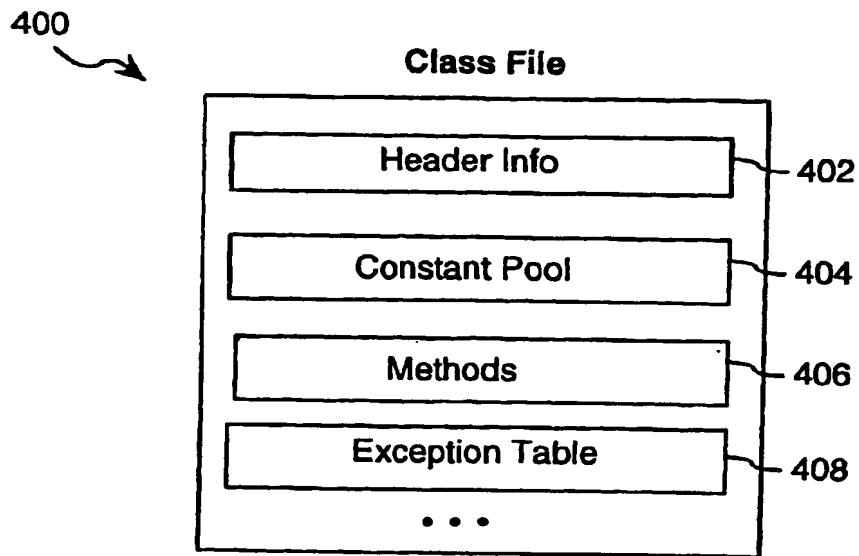 400
Class File
Header Info
402
Constant Pool
404
Methods
406
Exception Table
408
• • •